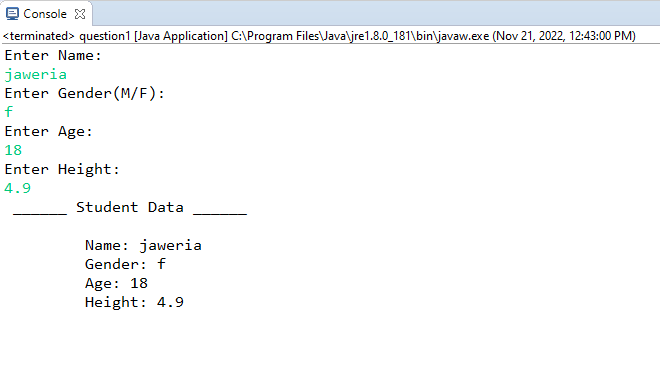 Console
<terminated> question1 [Java Application] C:\Program Files\Java\jre1.8.0_181\bin\javaw.exe (Nov 21, 2022, 12:43:00 PM)
Enter Name:
jaweria
Enter Gender(M/F):
f
Enter Age:
18
Enter Height:
4.9
______ Student Data ______
Name: jaweria
Gender: f
Age: 18
Height: 4.9